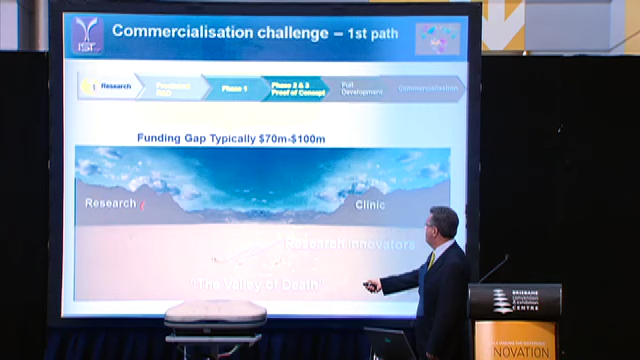 Commercialisation challenge – 1st path
IST
Research
Preclinical
R&D
Phase 1
Phase 2 & 3
Proof of Concept
Full
Development
Commercialisation
Funding Gap Typically $70m-$100m
Research
Clinic
Research Innovators
"The Valley of Death"
BRISBANE
CONVENTION
& EXHIBITION
CENTRE
NOVATION